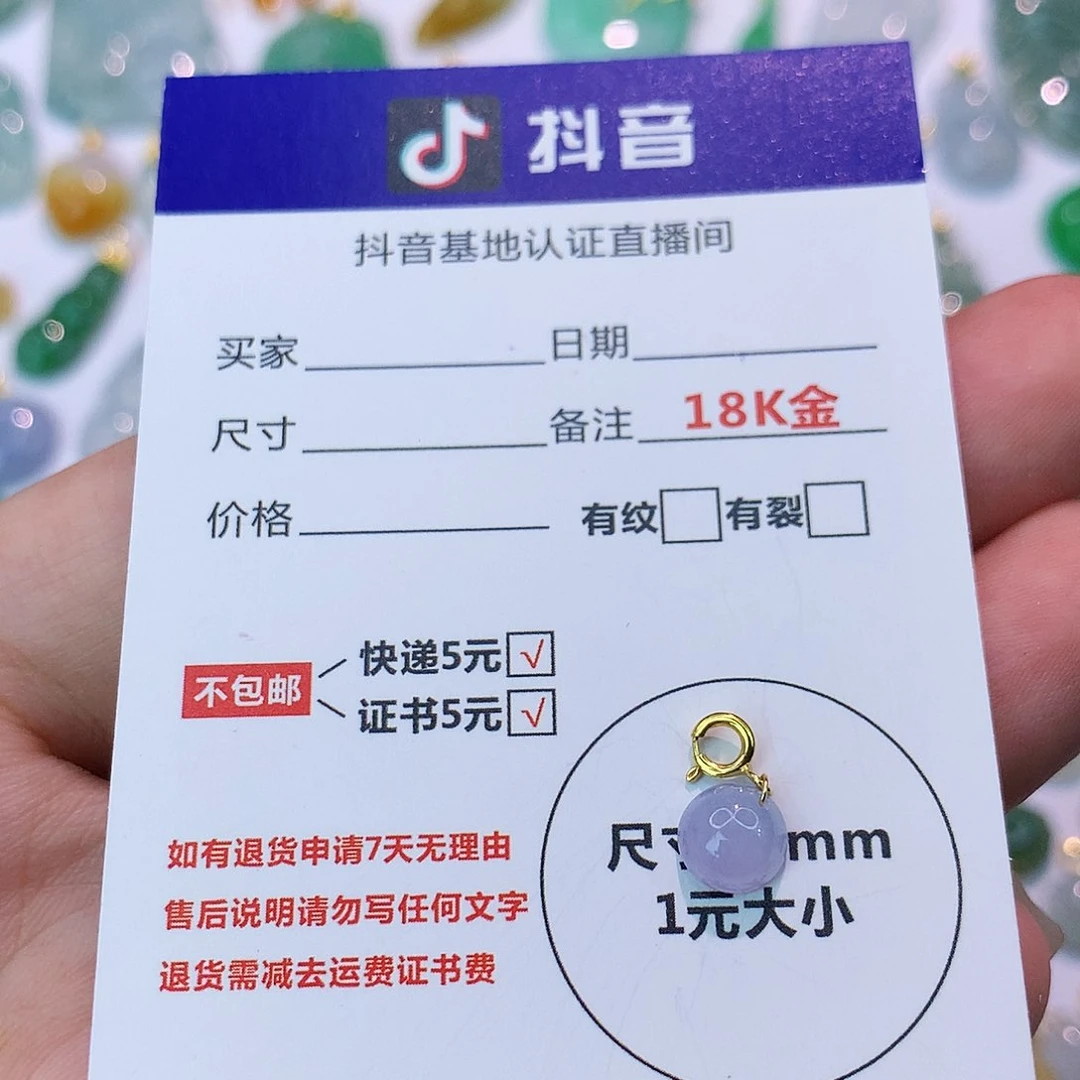 抖音
抖音基地认证直播间
买家 日期
尺寸 备注 18K金
价格 有纹 有裂
不包邮
快递5元 √
证书5元 √
如有退货申请7天无理由
售后说明请勿写任何文字
退货需减去运费证书费
尺 mm
1元大小